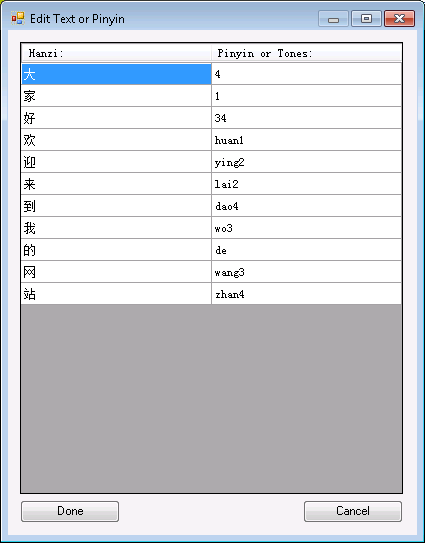 Edit Text or Pinyin
Hanzi: Pinyin or Tones:
大 4
家 1
好 34
欢 huan1
迎 ying2
来 lai2
到 dao4
我 wo3
的 de
网 wang3
站 zhan4
Done Cancel